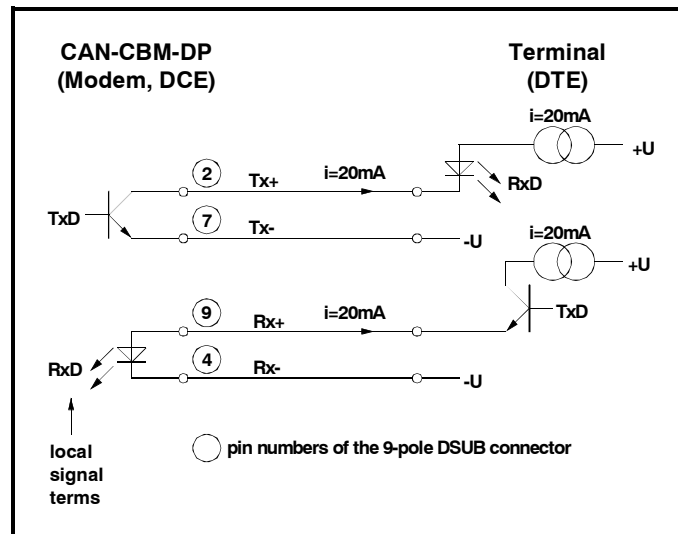 CAN-CBM-DP
(Modem, DCE)
Terminal
(DTE)
i=20mA
+U
2
Tx+
i=20mA
RxD
TxD
7
Tx-
-U
i=20mA
+U
9
Rx+
i=20mA
TxD
RxD
4
Rx-
-U
local
signal
terms
pin numbers of the 9-pole DSUB connector